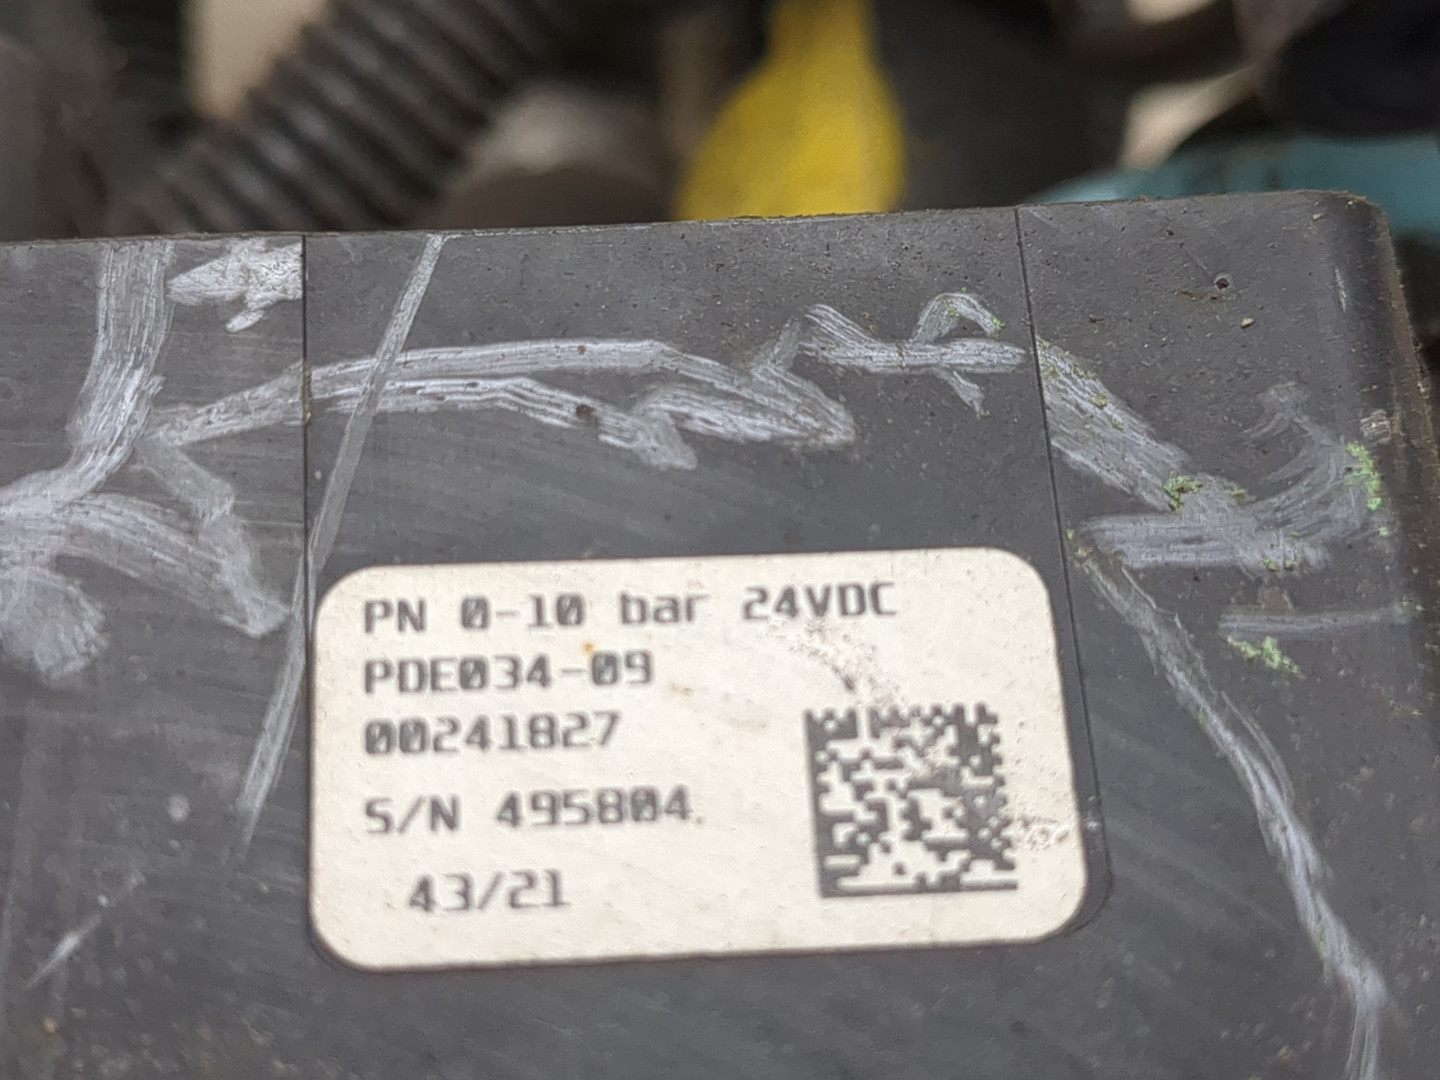 PN 0-10 bar 24VDC
PDE034-09
00241827
S/N 495804
43/21